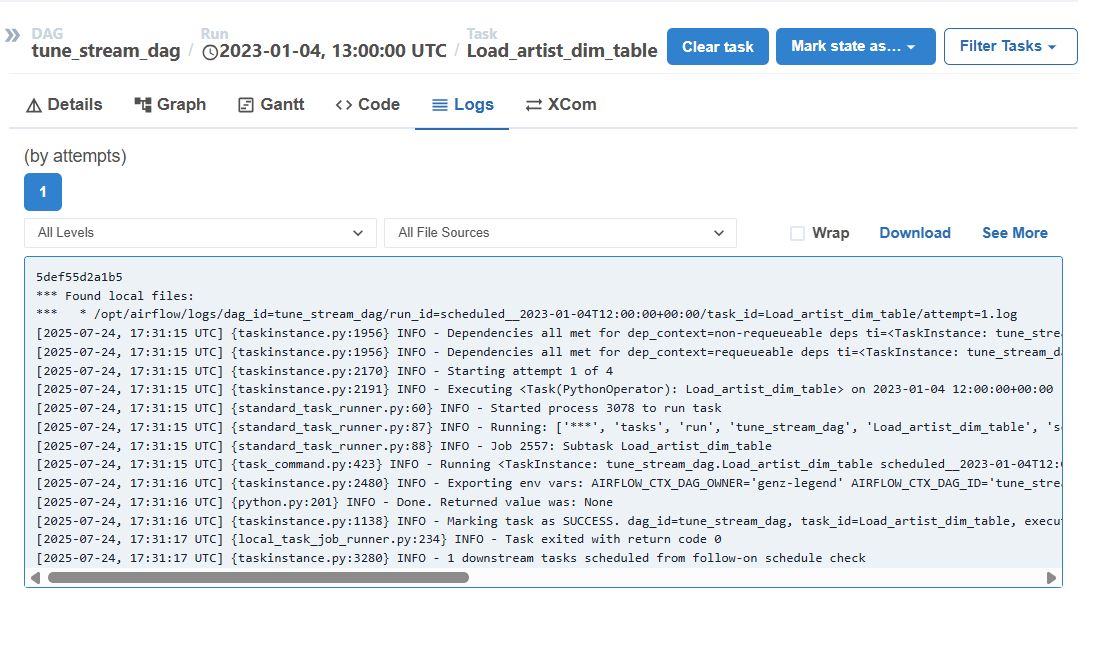 DAG Run Task
tune_stream_dag / 2023-01-04, 13:00:00 UTC / Load_artist_dim_table
Clear task Mark state as... Filter Tasks
Details Graph Gantt Code Logs XCom
(by attempts)
1
All Levels All File Sources Wrap Download See More
5def55d2a1b5
*** Found local files:
***   * /opt/airflow/logs/dag_id=tune_stream_dag/run_id=scheduled__2023-01-04T12:00:00+00:00/task_id=Load_artist_dim_table/attempt=1.log
[2025-07-24, 17:31:15 UTC] {taskinstance.py:1956} INFO - Dependencies all met for dep_context=non-requeueable deps ti=<TaskInstance: tune_strea
[2025-07-24, 17:31:15 UTC] {taskinstance.py:1956} INFO - Dependencies all met for dep_context=requeueable deps ti=<TaskInstance: tune_stream_da
[2025-07-24, 17:31:15 UTC] {taskinstance.py:2170} INFO - Starting attempt 1 of 4
[2025-07-24, 17:31:15 UTC] {taskinstance.py:2191} INFO - Executing <Task(PythonOperator): Load_artist_dim_table> on 2023-01-04 12:00:00+00:00
[2025-07-24, 17:31:15 UTC] {standard_task_runner.py:60} INFO - Started process 3078 to run task
[2025-07-24, 17:31:15 UTC] {standard_task_runner.py:87} INFO - Running: ['***', 'tasks', 'run', 'tune_stream_dag', 'Load_artist_dim_table', 'sc
[2025-07-24, 17:31:15 UTC] {standard_task_runner.py:88} INFO - Job 2557: Subtask Load_artist_dim_table
[2025-07-24, 17:31:15 UTC] {task_command.py:423} INFO - Running <TaskInstance: tune_stream_dag.Load_artist_dim_table scheduled__2023-01-04T12:0
[2025-07-24, 17:31:16 UTC] {taskinstance.py:2480} INFO - Exporting env vars: AIRFLOW_CTX_DAG_OWNER='genz-legend' AIRFLOW_CTX_DAG_ID='tune_strea
[2025-07-24, 17:31:16 UTC] {python.py:201} INFO - Done. Returned value was: None
[2025-07-24, 17:31:16 UTC] {taskinstance.py:1138} INFO - Marking task as SUCCESS. dag_id=tune_stream_dag, task_id=Load_artist_dim_table, execut
[2025-07-24, 17:31:17 UTC] {local_task_job_runner.py:234} INFO - Task exited with return code 0
[2025-07-24, 17:31:17 UTC] {taskinstance.py:3280} INFO - 1 downstream tasks scheduled from follow-on schedule check